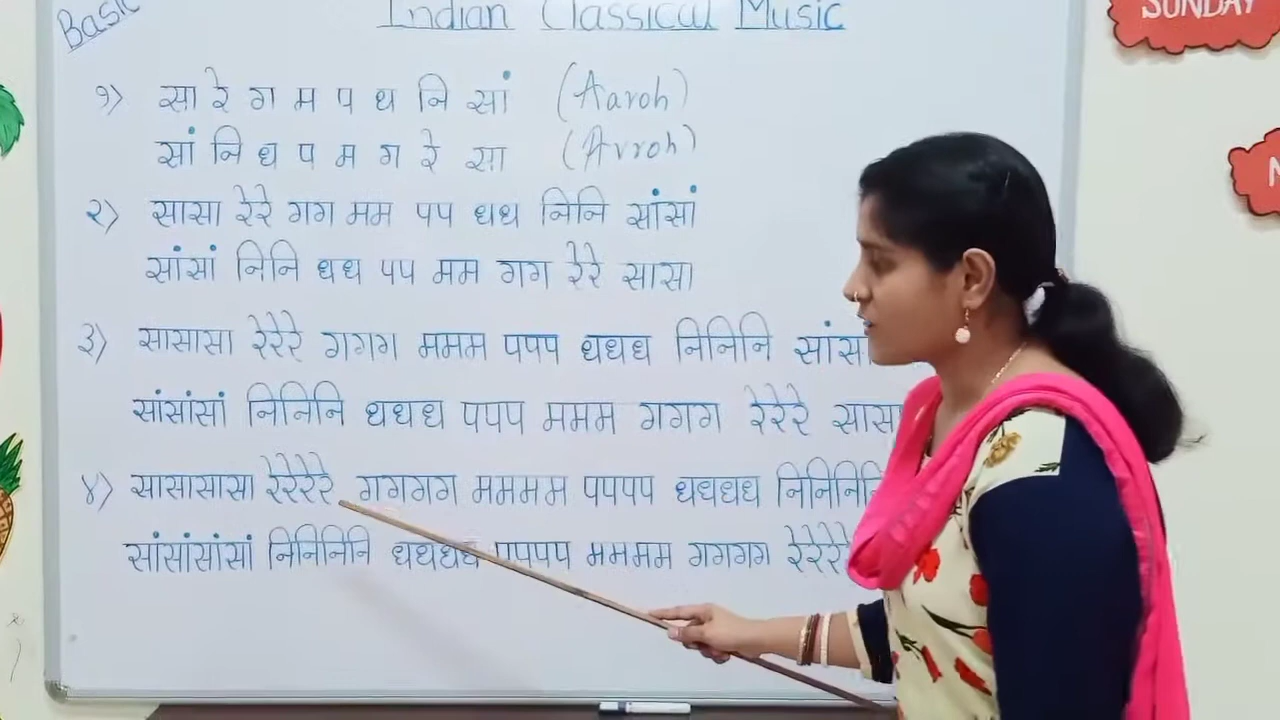 Basic
Indian Classical Music
SUNDAY
१) सा रे ग म प ध नि सां (Aaroh)
सां नि ध प म ग रे सा (Avroh)
२) सासा रेरे गग मम पप धध निनि सांसां
सांसां निनि धध पप मम गग रेरे सासा
३) सासासा रेरेरे गगग ममम पपप धधध निनिनि सांस
सांसांसां निनिनि धधध पपप ममम गगग रेरेरे सासा
४) सासासासा रेरेरेरे गगगग मममम पपपप धधधध निनिनिनि
सांसांसांसां निनिनिनि धधधध पपपप मममम गगगग रेरेरेरे